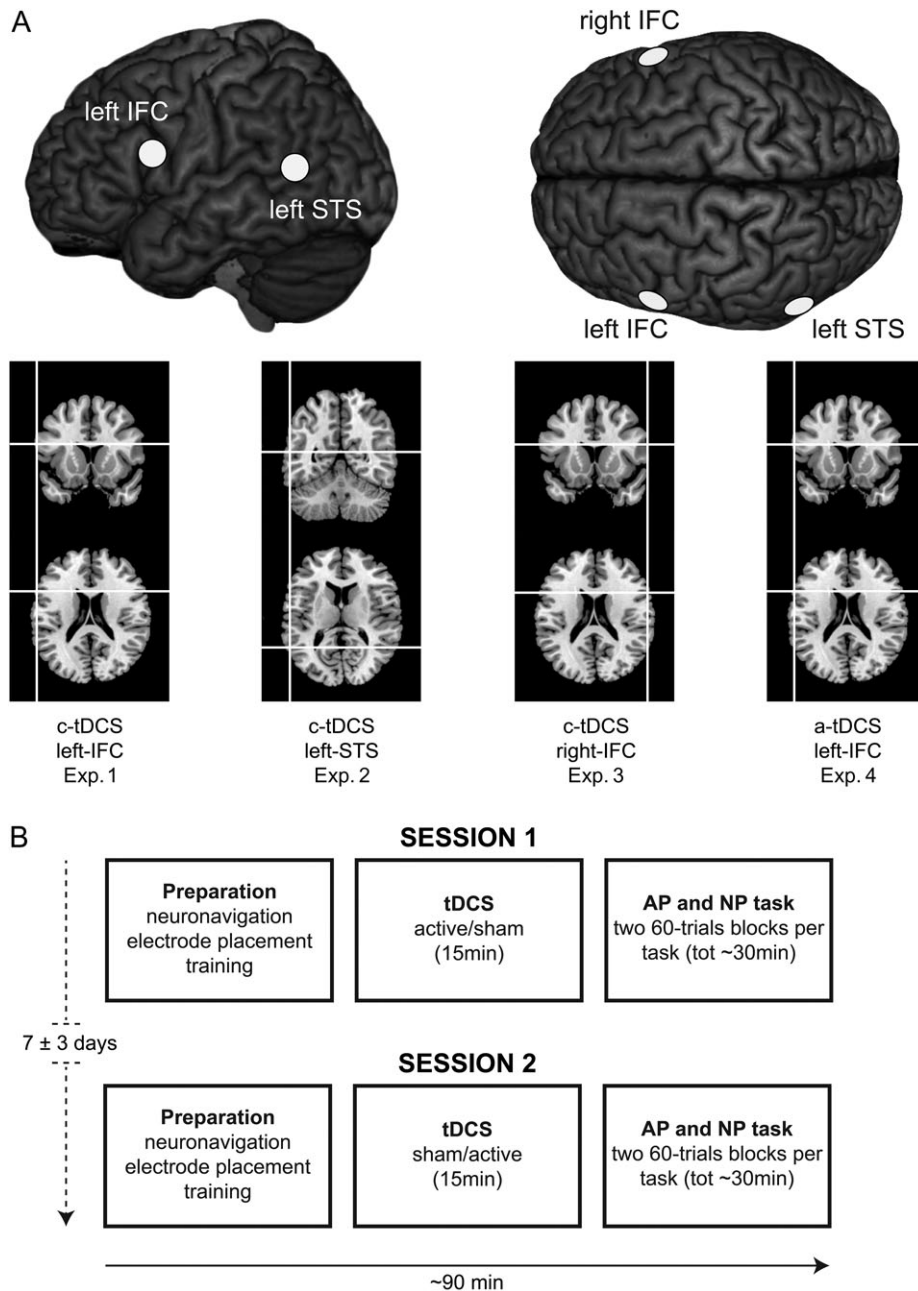 A
right IFC
left IFC
left STS
left IFC
left STS
c-tDCS
left-IFC
Exp. 1
c-tDCS
left-STS
Exp. 2
c-tDCS
right-IFC
Exp. 3
a-tDCS
left-IFC
Exp. 4
B
SESSION 1
Preparation
neuronavigation
electrode placement
training
tDCS
active/sham
(15min)
AP and NP task
two 60-trials blocks per
task (tot ~30min)
7 ± 3 days
SESSION 2
Preparation
neuronavigation
electrode placement
training
tDCS
sham/active
(15min)
AP and NP task
two 60-trials blocks per
task (tot ~30min)
~90 min